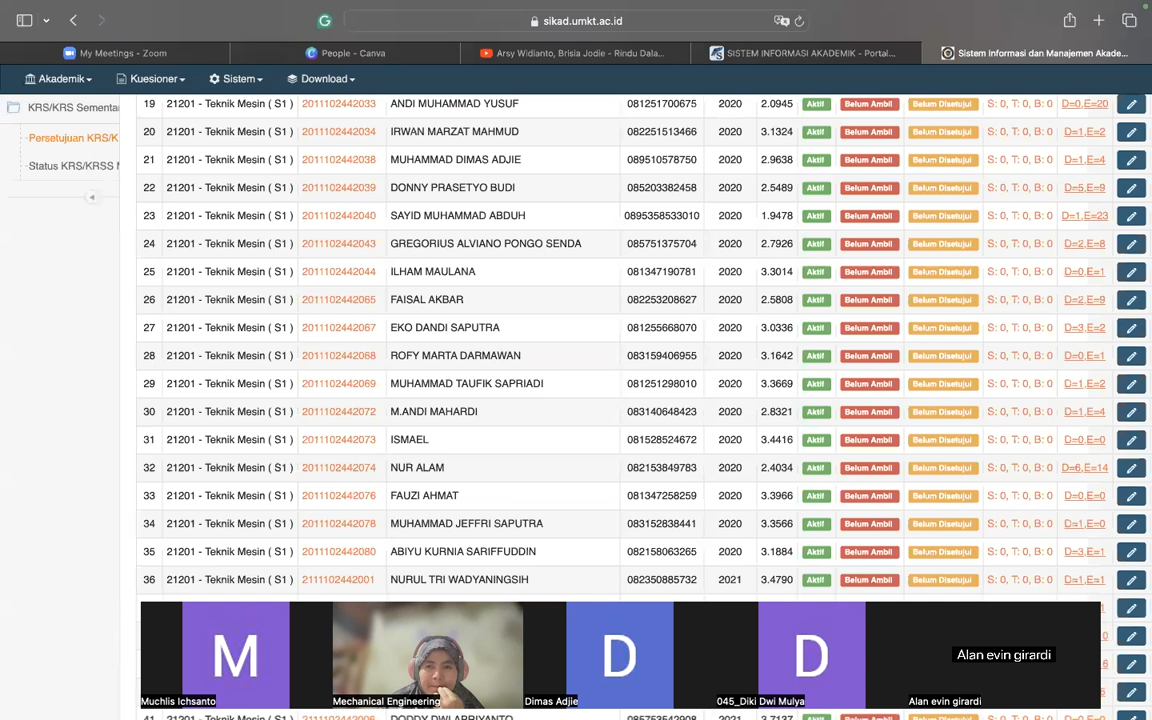 sikad.umkt.ac.id
My Meetings - Zoom
People - Canva
Arsy Widianto, Brisia Jodie - Rindu Dala...
SISTEM INFORMASI AKADEMIK - Portal...
Sistem Informasi dan Manajemen Akade...
Akademik Kuesioner Sistem Download
KRS/KRS Sementa
Persetujuan KRS/K
Status KRS/KRSS M
19 21201 - Teknik Mesin ( S1 ) 2011102442033 ANDI MUHAMMAD YUSUF 081251700675 2020 2.0945 Aktif Belum Ambil Belum Disetujui S: 0, T: 0, B: 0 D=0,E=20
20 21201 - Teknik Mesin ( S1 ) 2011102442034 IRWAN MARZAT MAHMUD 082251513466 2020 3.1324 Aktif Belum Ambil Belum Disetujui S: 0, T: 0, B: 0 D=1,E=2
21 21201 - Teknik Mesin ( S1 ) 2011102442038 MUHAMMAD DIMAS ADJIE 089510578750 2020 2.9638 Aktif Belum Ambil Belum Disetujui S: 0, T: 0, B: 0 D=1,E=4
22 21201 - Teknik Mesin ( S1 ) 2011102442039 DONNY PRASETYO BUDI 085203382458 2020 2.5489 Aktif Belum Ambil Belum Disetujui S: 0, T: 0, B: 0 D=5,E=9
23 21201 - Teknik Mesin ( S1 ) 2011102442040 SAYID MUHAMMAD ABDUH 0895358533010 2020 1.9478 Aktif Belum Ambil Belum Disetujui S: 0, T: 0, B: 0 D=1,E=23
24 21201 - Teknik Mesin ( S1 ) 2011102442043 GREGORIUS ALVIANO PONGO SENDA 085751375704 2020 2.7926 Aktif Belum Ambil Belum Disetujui S: 0, T: 0, B: 0 D=2,E=8
25 21201 - Teknik Mesin ( S1 ) 2011102442044 ILHAM MAULANA 081347190781 2020 3.3014 Aktif Belum Ambil Belum Disetujui S: 0, T: 0, B: 0 D=0,E=1
26 21201 - Teknik Mesin ( S1 ) 2011102442065 FAISAL AKBAR 082253208627 2020 2.5808 Aktif Belum Ambil Belum Disetujui S: 0, T: 0, B: 0 D=2,E=9
27 21201 - Teknik Mesin ( S1 ) 2011102442067 EKO DANDI SAPUTRA 081255668070 2020 3.0336 Aktif Belum Ambil Belum Disetujui S: 0, T: 0, B: 0 D=3,E=2
28 21201 - Teknik Mesin ( S1 ) 2011102442068 ROFY MARTA DARMAWAN 083159406955 2020 3.1642 Aktif Belum Ambil Belum Disetujui S: 0, T: 0, B: 0 D=0,E=1
29 21201 - Teknik Mesin ( S1 ) 2011102442069 MUHAMMAD TAUFIK SAPRIADI 081251298010 2020 3.3669 Aktif Belum Ambil Belum Disetujui S: 0, T: 0, B: 0 D=1,E=2
30 21201 - Teknik Mesin ( S1 ) 2011102442072 M.ANDI MAHARDI 083140648423 2020 2.8321 Aktif Belum Ambil Belum Disetujui S: 0, T: 0, B: 0 D=1,E=4
31 21201 - Teknik Mesin ( S1 ) 2011102442073 ISMAEL 081528524672 2020 3.4416 Aktif Belum Ambil Belum Disetujui S: 0, T: 0, B: 0 D=0,E=0
32 21201 - Teknik Mesin ( S1 ) 2011102442074 NUR ALAM 082153849783 2020 2.4034 Aktif Belum Ambil Belum Disetujui S: 0, T: 0, B: 0 D=6,E=14
33 21201 - Teknik Mesin ( S1 ) 2011102442076 FAUZI AHMAT 081347258259 2020 3.3966 Aktif Belum Ambil Belum Disetujui S: 0, T: 0, B: 0 D=0,E=0
34 21201 - Teknik Mesin ( S1 ) 2011102442078 MUHAMMAD JEFFRI SAPUTRA 083152838441 2020 3.3566 Aktif Belum Ambil Belum Disetujui S: 0, T: 0, B: 0 D=1,E=0
35 21201 - Teknik Mesin ( S1 ) 2011102442080 ABIYU KURNIA SARIFFUDDIN 082158063265 2020 3.1884 Aktif Belum Ambil Belum Disetujui S: 0, T: 0, B: 0 D=3,E=1
36 21201 - Teknik Mesin ( S1 ) 2111102442001 NURUL TRI WADYANINGSIH 082350885732 2021 3.4790 Aktif Belum Ambil Belum Disetujui S: 0, T: 0, B: 0 D=1,E=1
M D D Alan evin girardi
Muchlis Ichsanto Mechanical Engineering Dimas Adjie 045_Diki Dwi Mulya Alan evin girardi